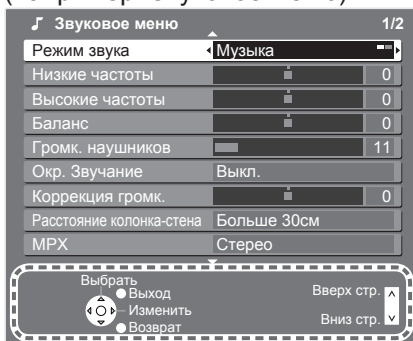 Звуковое меню 1/2
Режим звука Музыка
Низкие частоты 0
Высокие частоты 0
Баланс 0
Громк. наушников 11
Окр. Звучание Выкл.
Коррекция громк. 0
Расстояние колонка-стена Больше 30см
MPX Стерео
Выбрать
Выход Вверх стр.
Изменить
Возврат Вниз стр.